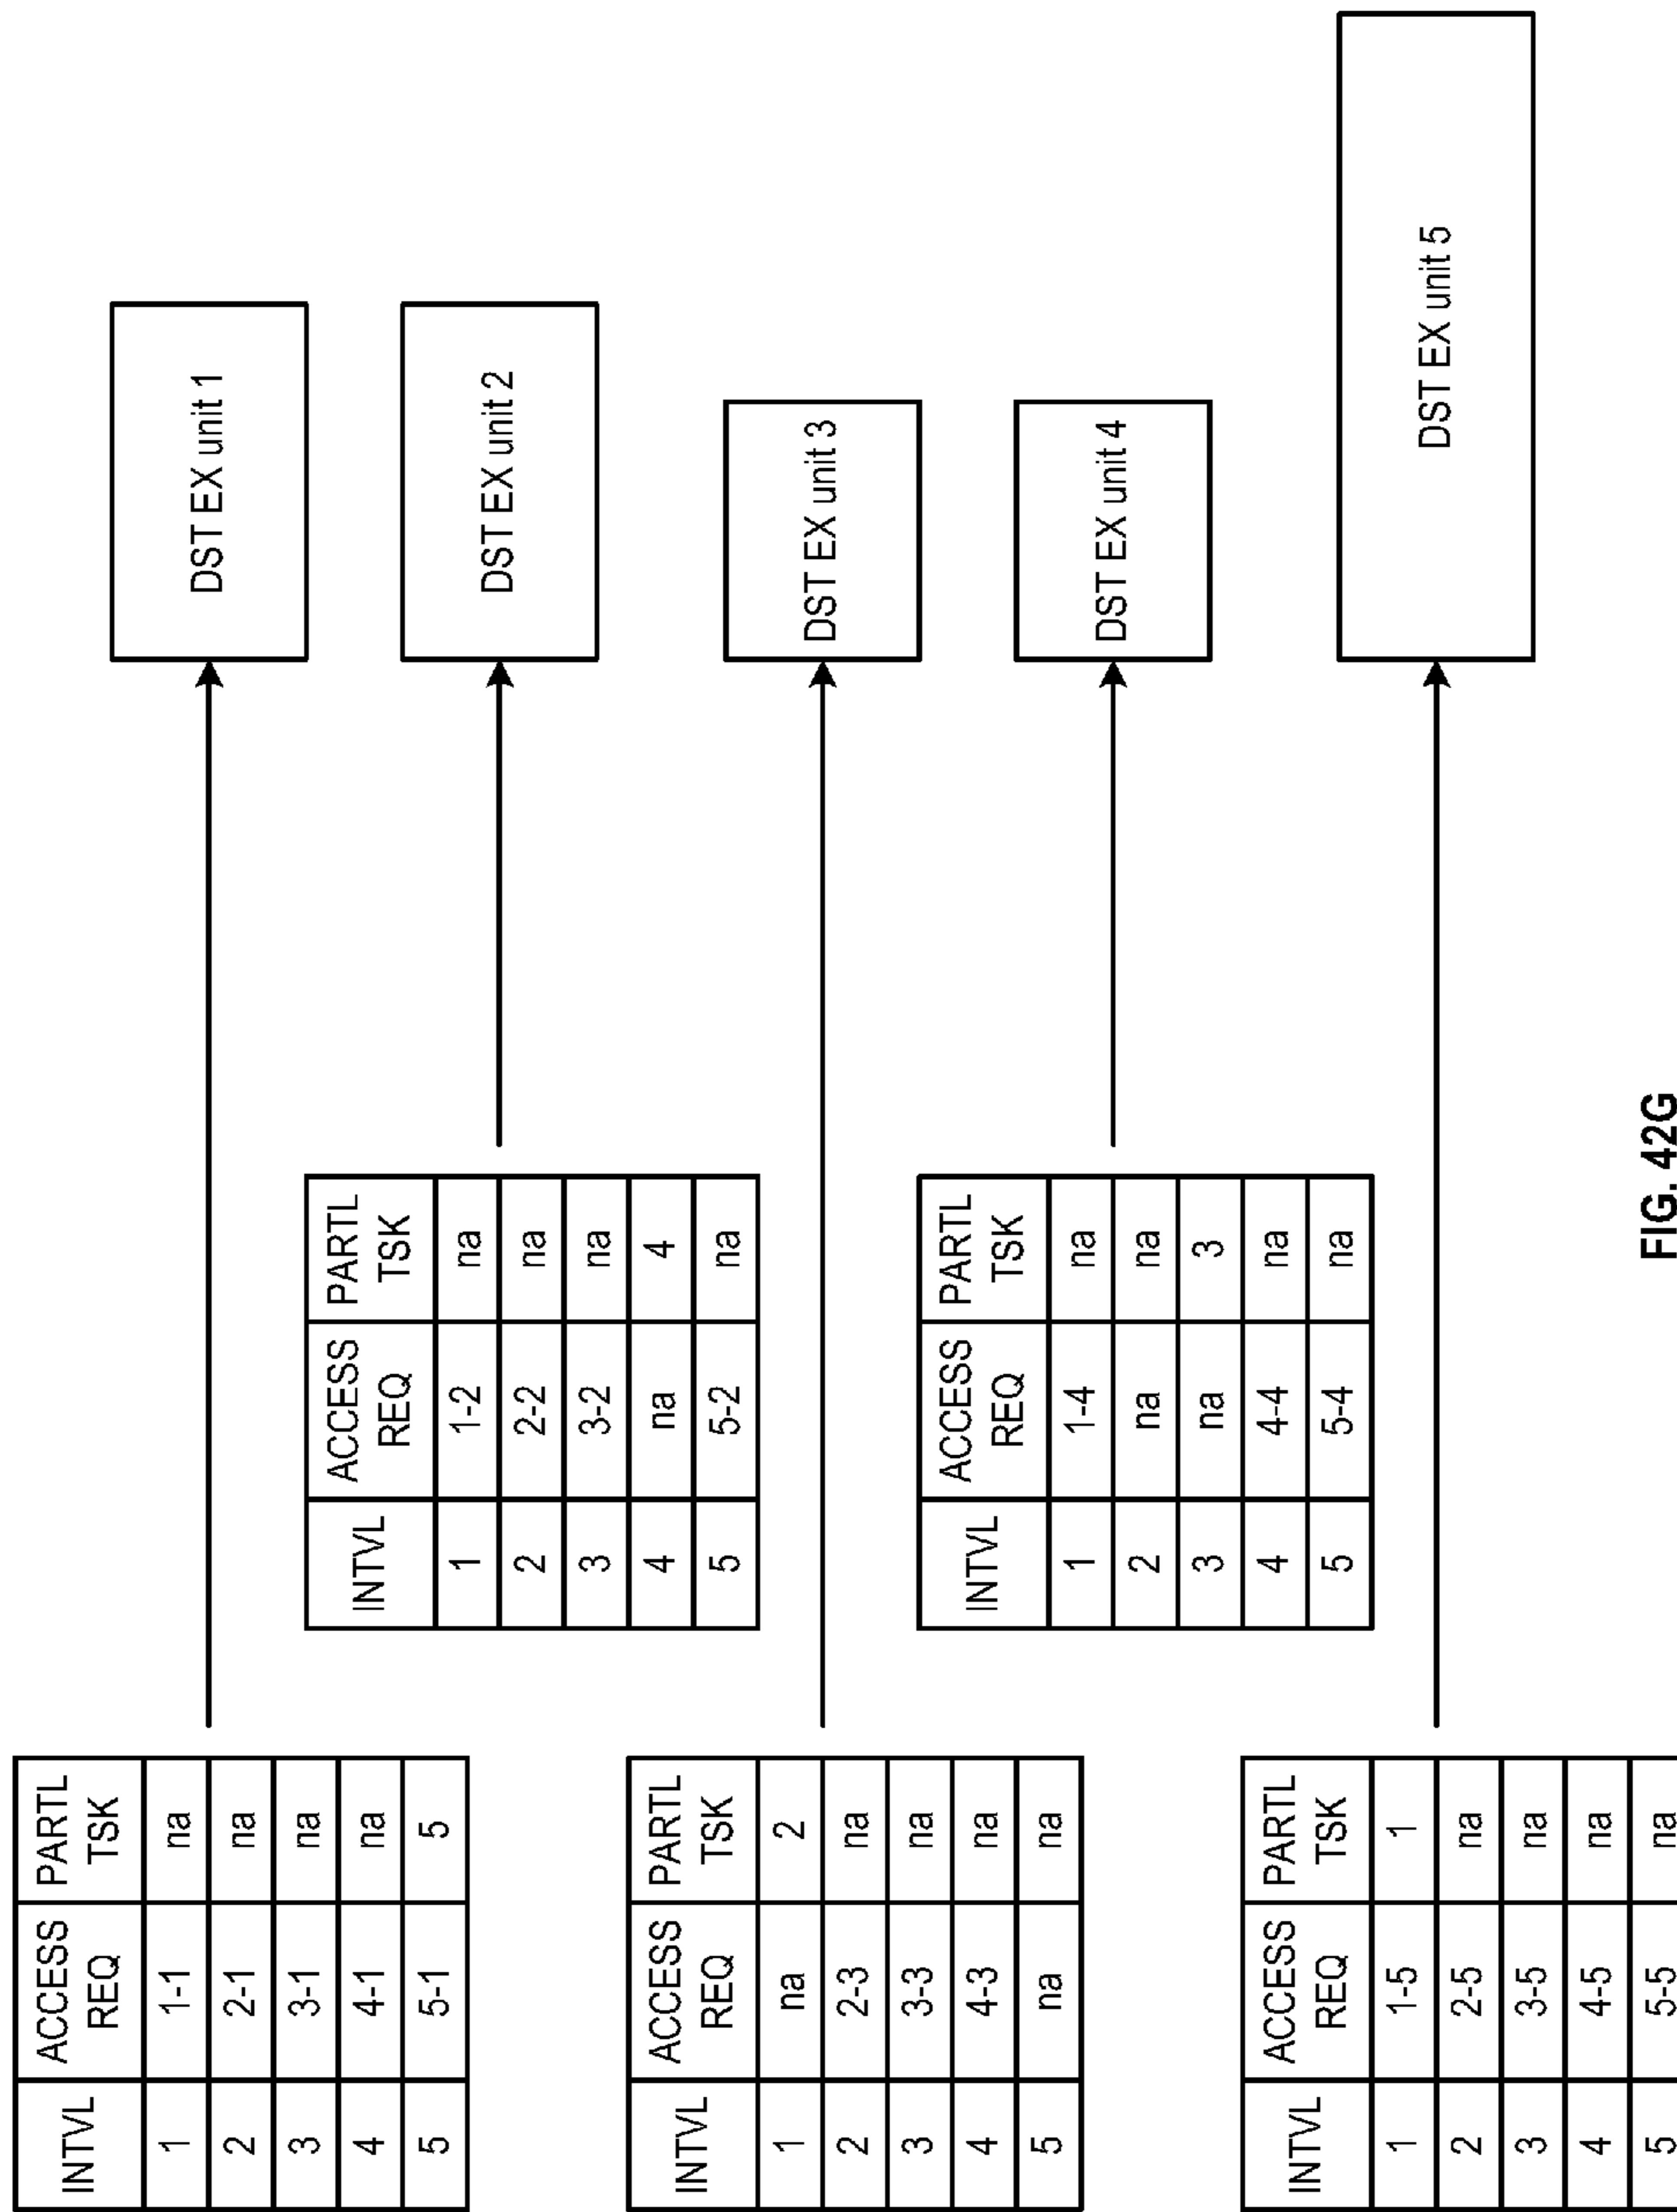 INTVL ACCESS REQ PARTL TSK
1 1-1 na
2 2-1 na
3 3-1 na
4 4-1 na
5 5-1 5
DST EX unit 1
INTVL ACCESS REQ PARTL TSK
1 1-2 na
2 2-2 na
3 3-2 na
4 na 4
5 5-2 na
DST EX unit 2
INTVL ACCESS REQ PARTL TSK
1 na 2
2 2-3 na
3 3-3 na
4 4-3 na
5 na na
DST EX unit 3
INTVL ACCESS REQ PARTL TSK
1 1-4 na
2 na na
3 na 3
4 4-4 na
5 5-4 na
DST EX unit 4
INTVL ACCESS REQ PARTL TSK
1 1-5 1
2 2-5 na
3 3-5 na
4 4-5 na
5 5-5 na
DST EX unit 5
FIG. 42G